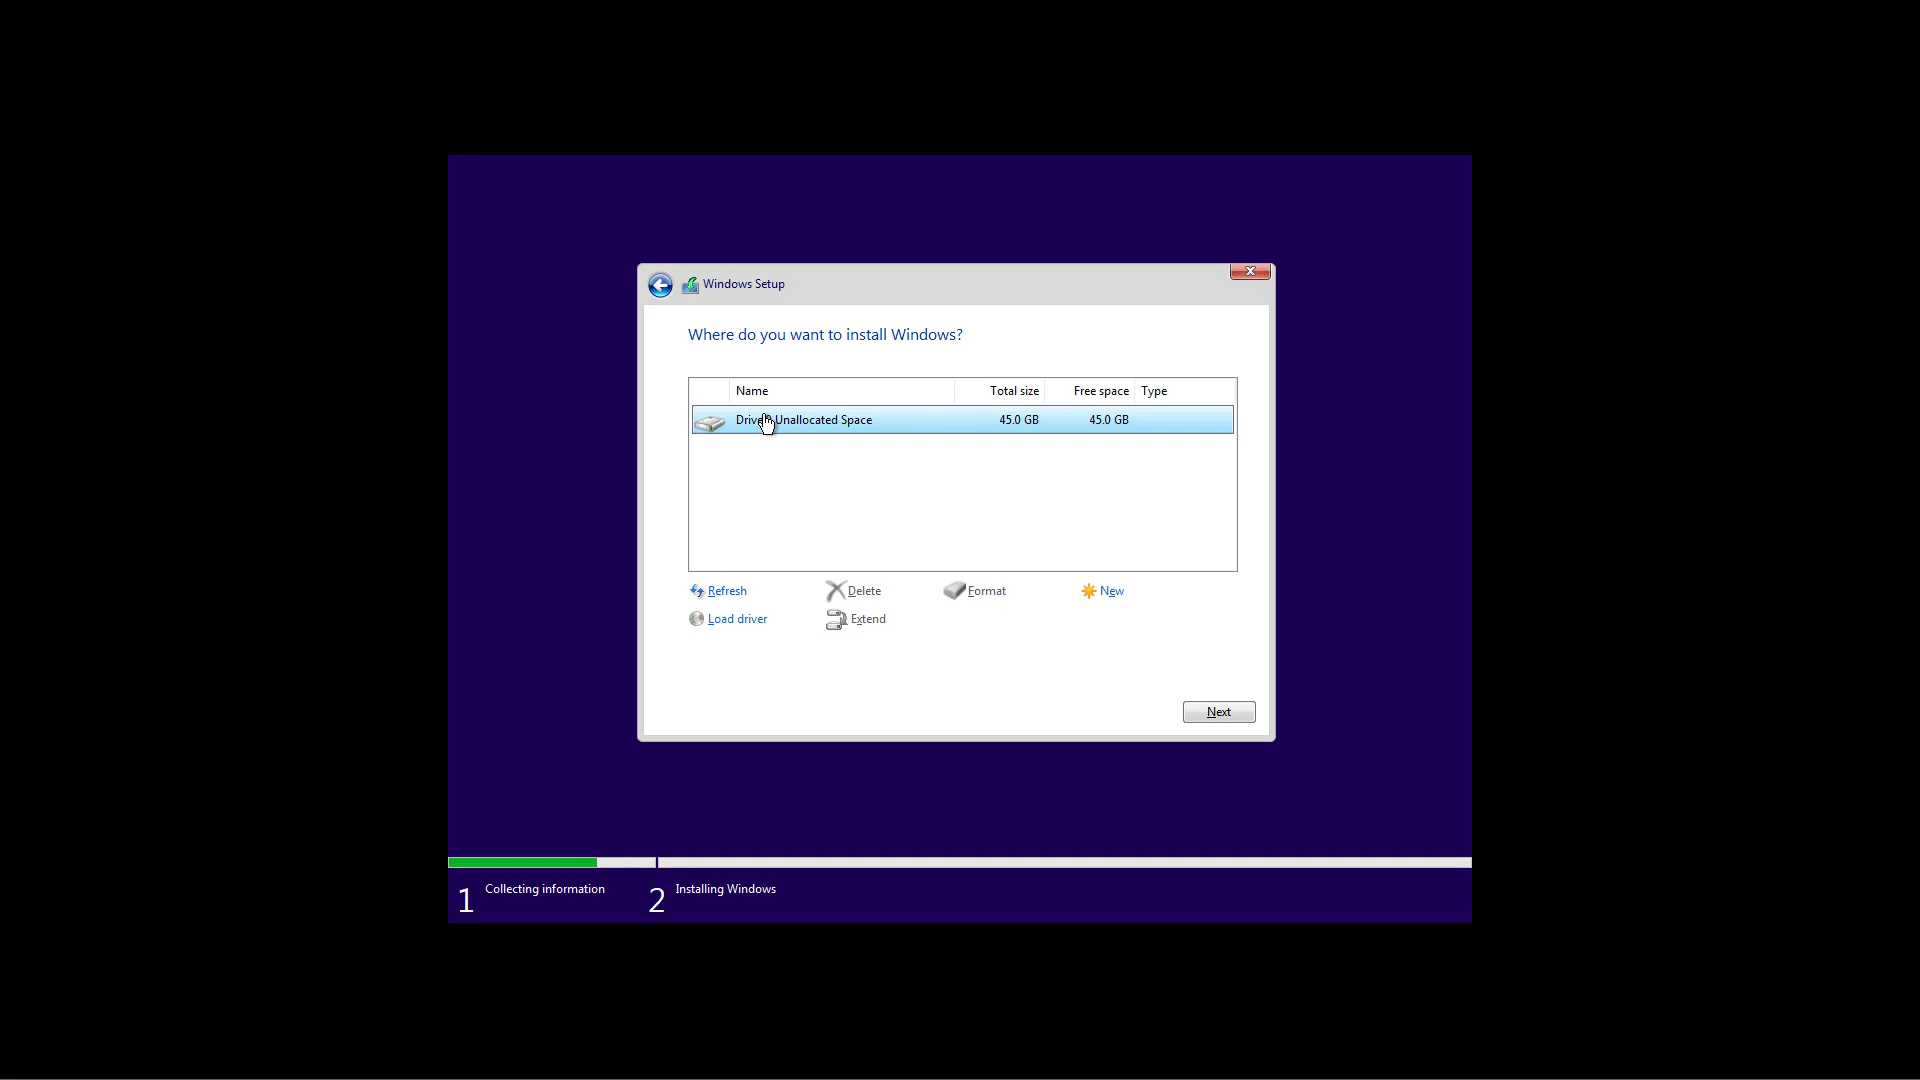 Windows Setup
Where do you want to install Windows?
Name Total size Free space Type
Drive Unallocated Space 45.0 GB 45.0 GB
Refresh Delete Format New
Load driver Extend
Next
1 Collecting information 2 Installing Windows